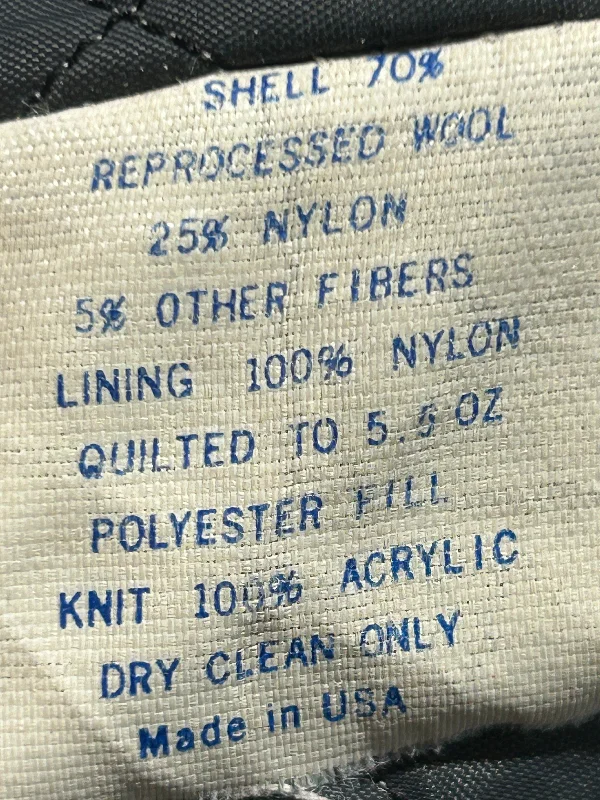 SHELL 70%
REPROCESSED WOOL
25% NYLON
5% OTHER FIBERS
LINING 100% NYLON
QUILTED TO 5.5 OZ
POLYESTER FILL
KNIT 100% ACRYLIC
DRY CLEAN ONLY
Made in USA